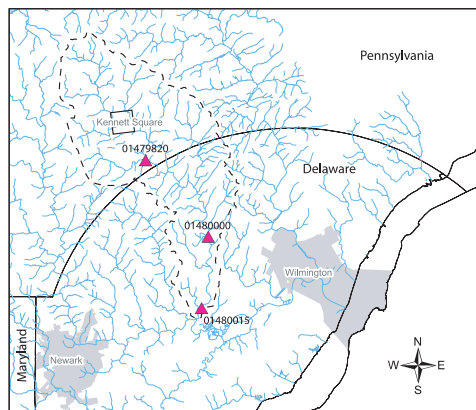 Pennsylvania
Kennett Square
01479820
Delaware
01480000
Wilmington
01480015
Maryland
Newark
N
W E
S